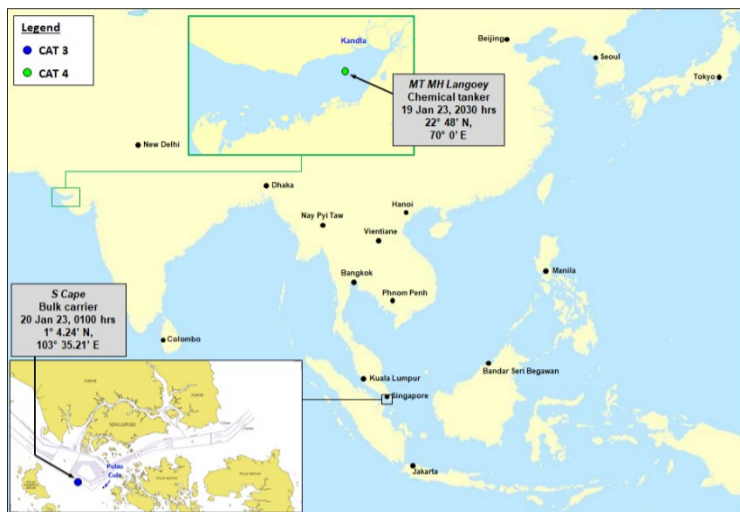 Legend
CAT 3
CAT 4
Kandla
MT MH Langoey
Chemical tanker
19 Jan 23, 2030 hrs
22° 48’ N,
70° 0’ E
Beijing
Seoul
Tokyo
New Delhi
Dhaka
Hanoi
Nay Pyi Taw
Vientiane
Manila
Bangkok
Phnom Penh
S Cape
Bulk carrier
20 Jan 23, 0100 hrs
1° 4.24’ N,
103° 35.21’ E
Colombo
Bandar Seri Begawan
Kuala Lumpur
Singapore
SINGAPORE
Pulau
Cula
Jakarta